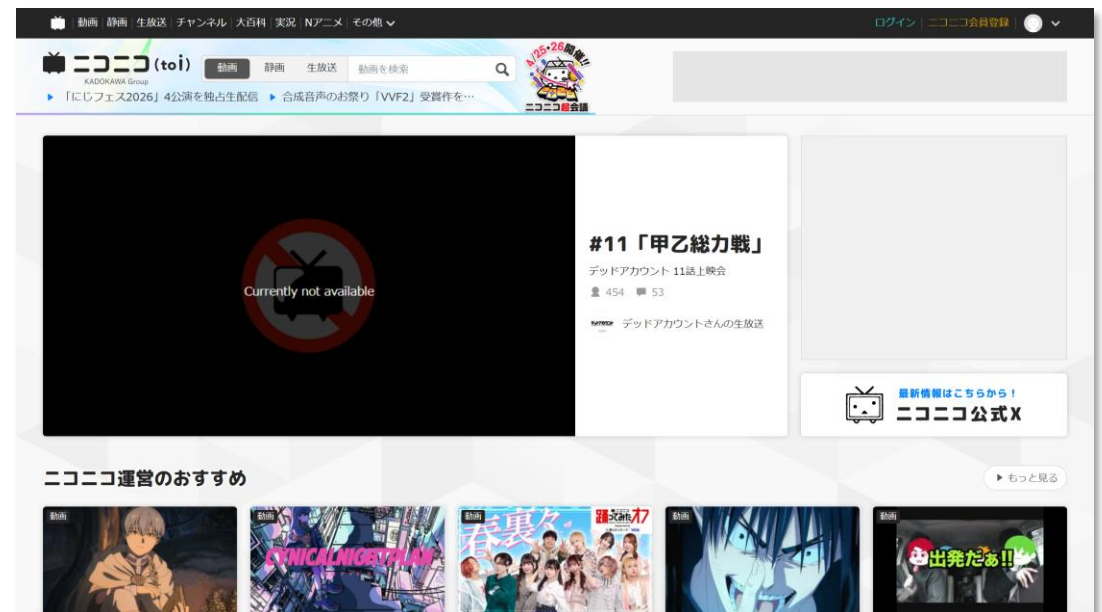 動画 静画 生放送 チャンネル 大百科 実況 Nアニメ その他
ログイン ニコニコ会員登録
ニコニコ(toi)
KADOKAWA Group
動画 静画 生放送 動画を検索
4/25・26開催!!
ニコニコ超会議
「にじフェス2026」4公演を独占生配信 合成音声のお祭り「VVF2」受賞作を…
Currently not available
#11「甲乙総力戦」
デッドアカウント 11話上映会
454 53
デッドアカウントさんの生放送
最新情報はこちらから!
ニコニコ公式X
ニコニコ運営のおすすめ
もっと見る
動画 動画 動画 動画 動画
CYNICALNIGHTPLAN
春裏々
踊ってみたオフ
出発だぁ!!